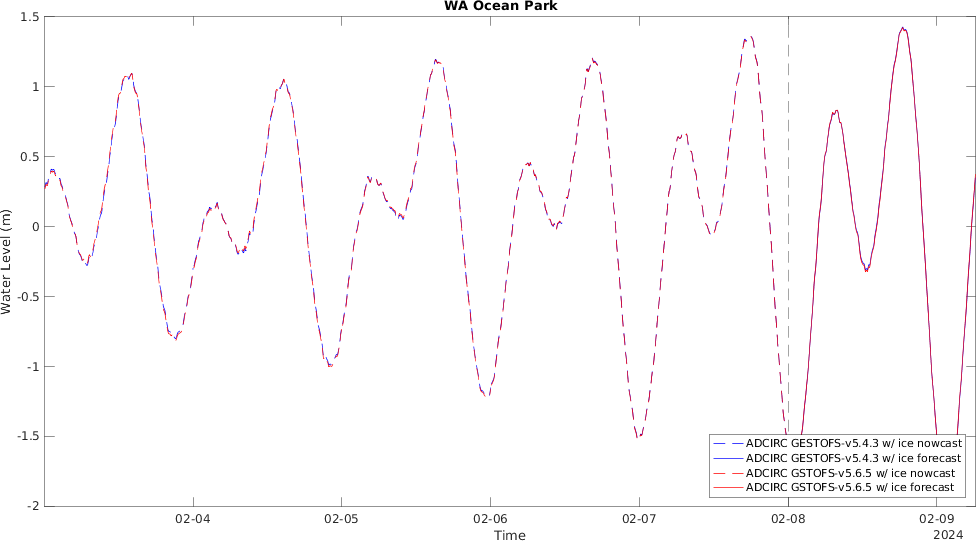 WA Ocean Park
1.5
1
0.5
0
-0.5
-1
-1.5
-2
Water Level (m)
02-04
02-05
02-06
02-07
02-08
02-09
Time
2024
ADCIRC GESTOFS-v5.4.3 w/ ice nowcast
ADCIRC GESTOFS-v5.4.3 w/ ice forecast
ADCIRC GSTOFS-v5.6.5 w/ ice nowcast
ADCIRC GSTOFS-v5.6.5 w/ ice forecast